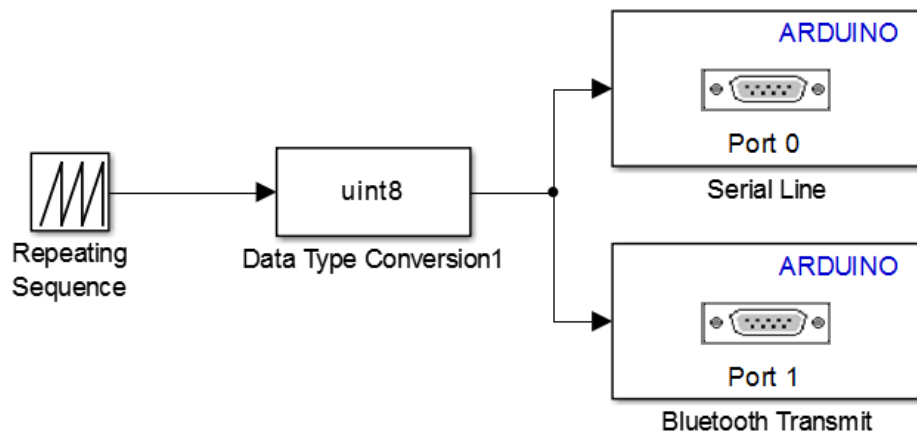 ARDUINO
Port 0
Serial Line
uint8
Repeating
Sequence
Data Type Conversion1
ARDUINO
Port 1
Bluetooth Transmit